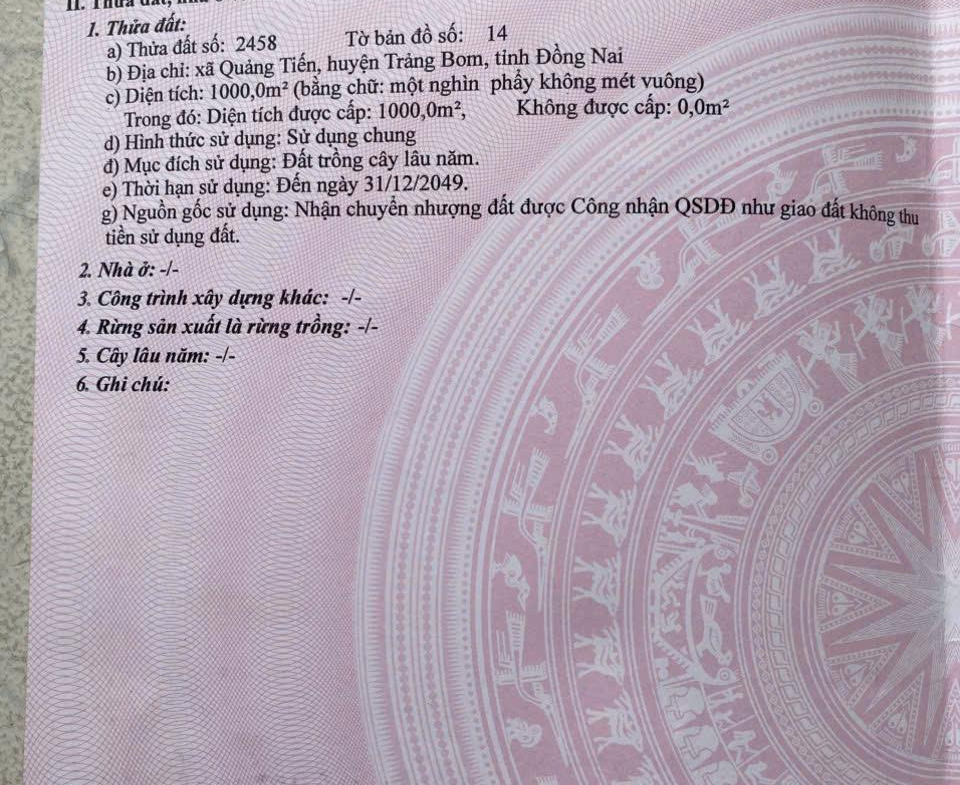 II. Thửa đất,
1. Thửa đất:
a) Thửa đất số: 2458 Tờ bản đồ số: 14
b) Địa chỉ: xã Quảng Tiến, huyện Trảng Bom, tỉnh Đồng Nai
c) Diện tích: 1000,0m² (bằng chữ: một nghìn phẩy không mét vuông)
Trong đó: Diện tích được cấp: 1000,0m², Không được cấp: 0,0m²
d) Hình thức sử dụng: Sử dụng chung
đ) Mục đích sử dụng: Đất trồng cây lâu năm.
e) Thời hạn sử dụng: Đến ngày 31/12/2049.
g) Nguồn gốc sử dụng: Nhận chuyển nhượng đất được Công nhận QSDĐ như giao đất không thu
tiền sử dụng đất.
2. Nhà ở: -/-
3. Công trình xây dựng khác: -/-
4. Rừng sản xuất là rừng trồng: -/-
5. Cây lâu năm: -/-
6. Ghi chú: